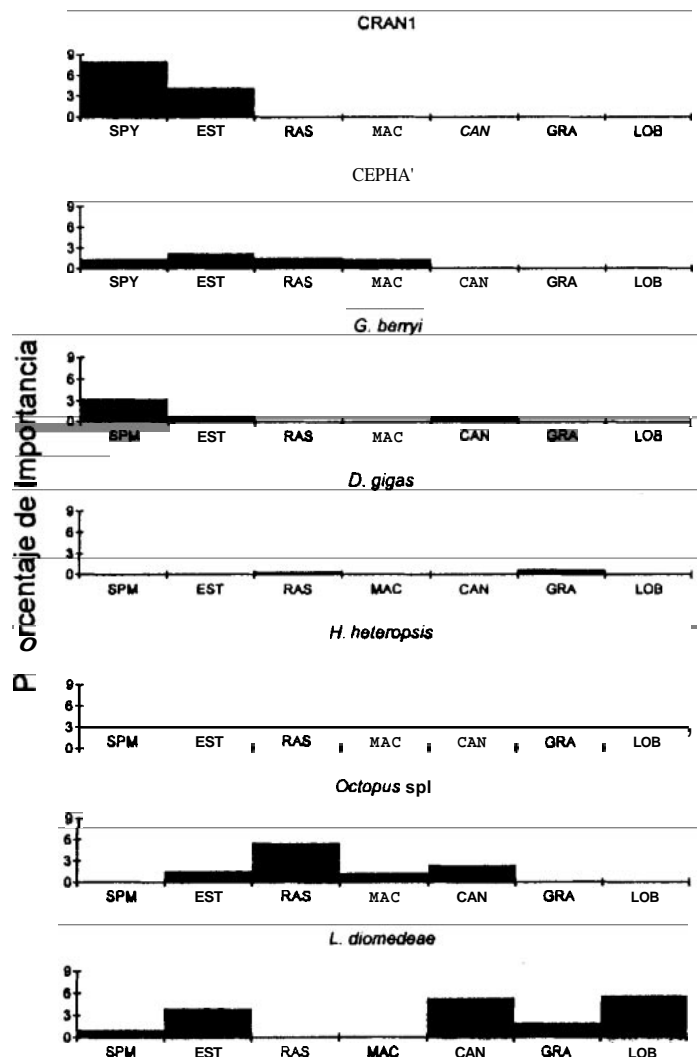 CRAN1
9
6
3
0
SPY EST RAS MAC CAN GRA LOB
CEPHA'
9
6
3
0
SPY EST RAS MAC CAN GRA LOB
G. berryi
9
6
3
0
SPM EST RAS MAC CAN GRA LOB
D. gigas
9
6
3
0
SPM EST RAS MAC CAN GRA LOB
H. heteropsis
9
6
3
0
SPM EST RAS MAC CAN GRA LOB
Octopus spl
9
6
3
0
SPM EST RAS MAC CAN GRA LOB
L. diomedeae
9
6
3
0
SPM EST RAS MAC CAN GRA LOB
Porcentaje de Importancia